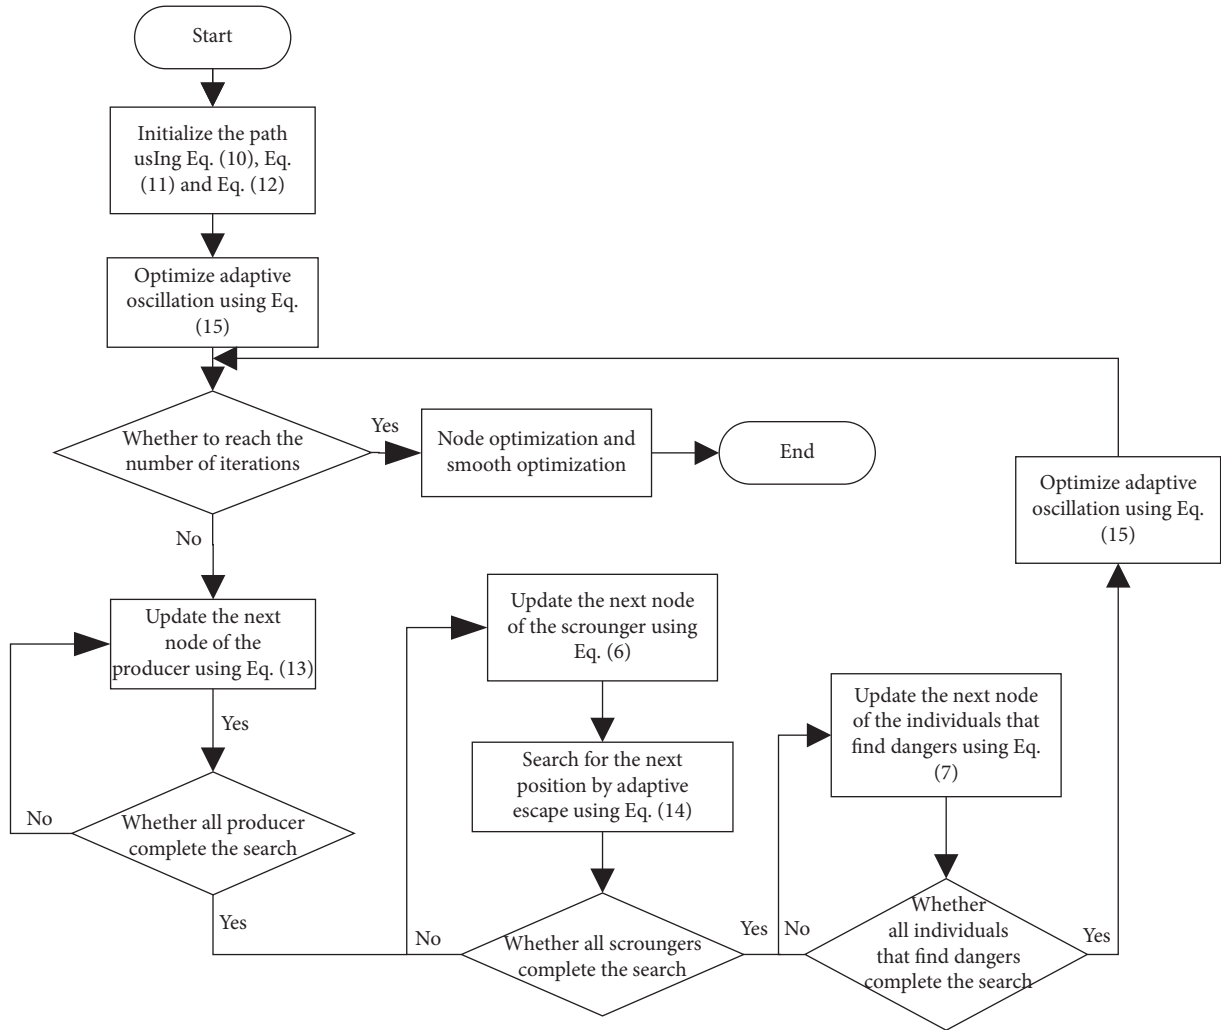 Start
Initialize the path
usIng Eq. (10), Eq.
(11) and Eq. (12)
Optimize adaptive
oscillation using Eq.
(15)
Whether to reach the
number of iterations
Yes
Node optimization and
smooth optimization
End
No
Update the next
node of the
producer using Eq. (13)
Yes
Whether all producer
complete the search
No
Yes
Update the next node
of the scrounger using
Eq. (6)
Search for the next
position by adaptive
escape using Eq. (14)
Whether all scroungers
complete the search
No
Yes
Update the next node
of the individuals that
find dangers using Eq.
(7)
Whether
all individuals
that find dangers
complete the search
No
Yes
Optimize adaptive
oscillation using Eq.
(15)